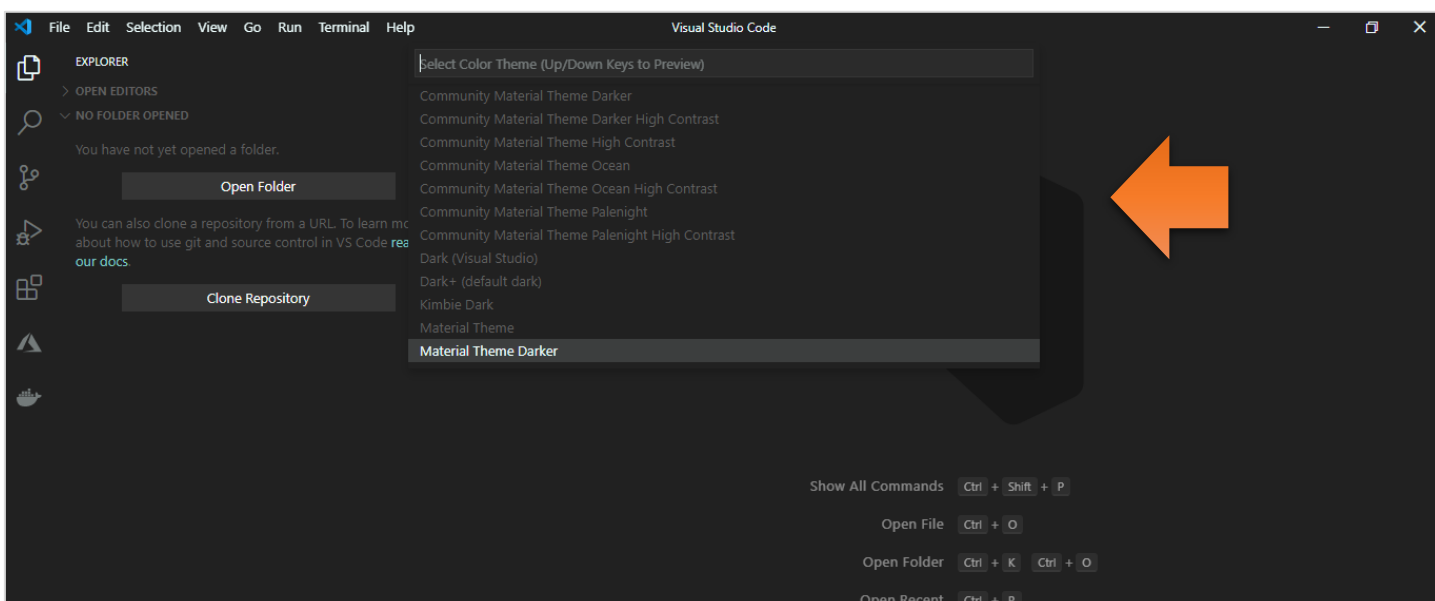 File Edit Selection View Go Run Terminal Help
Visual Studio Code
EXPLORER
OPEN EDITORS
NO FOLDER OPENED
You have not yet opened a folder.
Open Folder
You can also clone a repository from a URL. To learn
about how to use git and source control in VS Code
our docs.
Clone Repository
Select Color Theme (Up/Down Keys to Preview)
Community Material Theme Darker
Community Material Theme Darker High Contrast
Community Material Theme High Contrast
Community Material Theme Ocean
Community Material Theme Ocean High Contrast
Community Material Theme Palenight
Community Material Theme Palenight High Contrast
Dark (Visual Studio)
Dark+ (default dark)
Kimbie Dark
Material Theme
Material Theme Darker
Show All Commands Ctrl + Shift + P
Open File Ctrl + O
Open Folder Ctrl + K Ctrl + O
Open Recent Ctrl + R